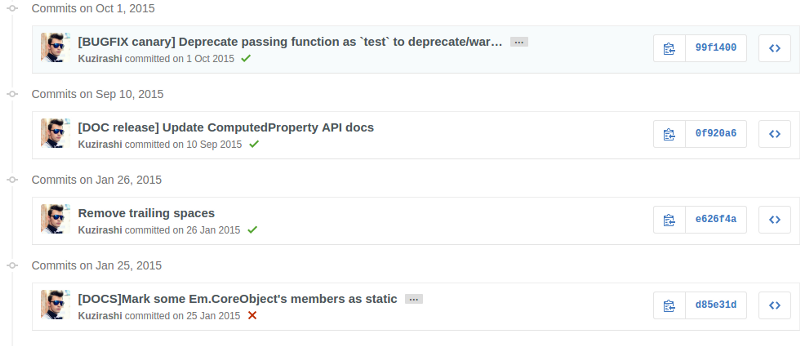 Commits on Oct 1, 2015
[BUGFIX canary] Deprecate passing function as `test` to deprecate/war… …
99f1400
Kuzirashi committed on 1 Oct 2015
Commits on Sep 10, 2015
[DOC release] Update ComputedProperty API docs
0f920a6
Kuzirashi committed on 10 Sep 2015
Commits on Jan 26, 2015
Remove trailing spaces
e626f4a
Kuzirashi committed on 26 Jan 2015
Commits on Jan 25, 2015
[DOCS]Mark some Em.CoreObject's members as static …
d85e31d
Kuzirashi committed on 25 Jan 2015